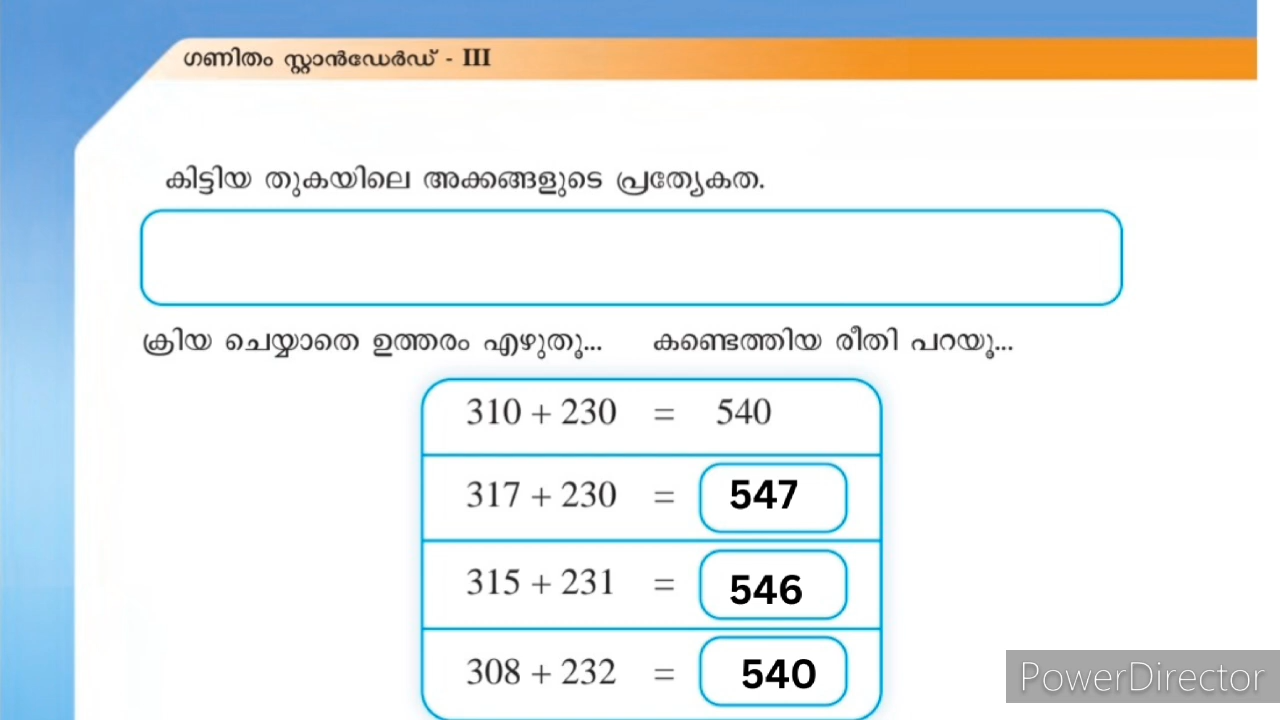 ഗണിതം സ്റ്റാൻഡേർഡ് - III
കിട്ടിയ തുകയിലെ അക്കങ്ങളുടെ പ്രത്യേകത.
ക്രിയ ചെയ്യാതെ ഉത്തരം എഴുതൂ... കണ്ടെത്തിയ രീതി പറയൂ...
310 + 230 = 540
317 + 230 = 547
315 + 231 = 546
308 + 232 = 540
PowerDirector